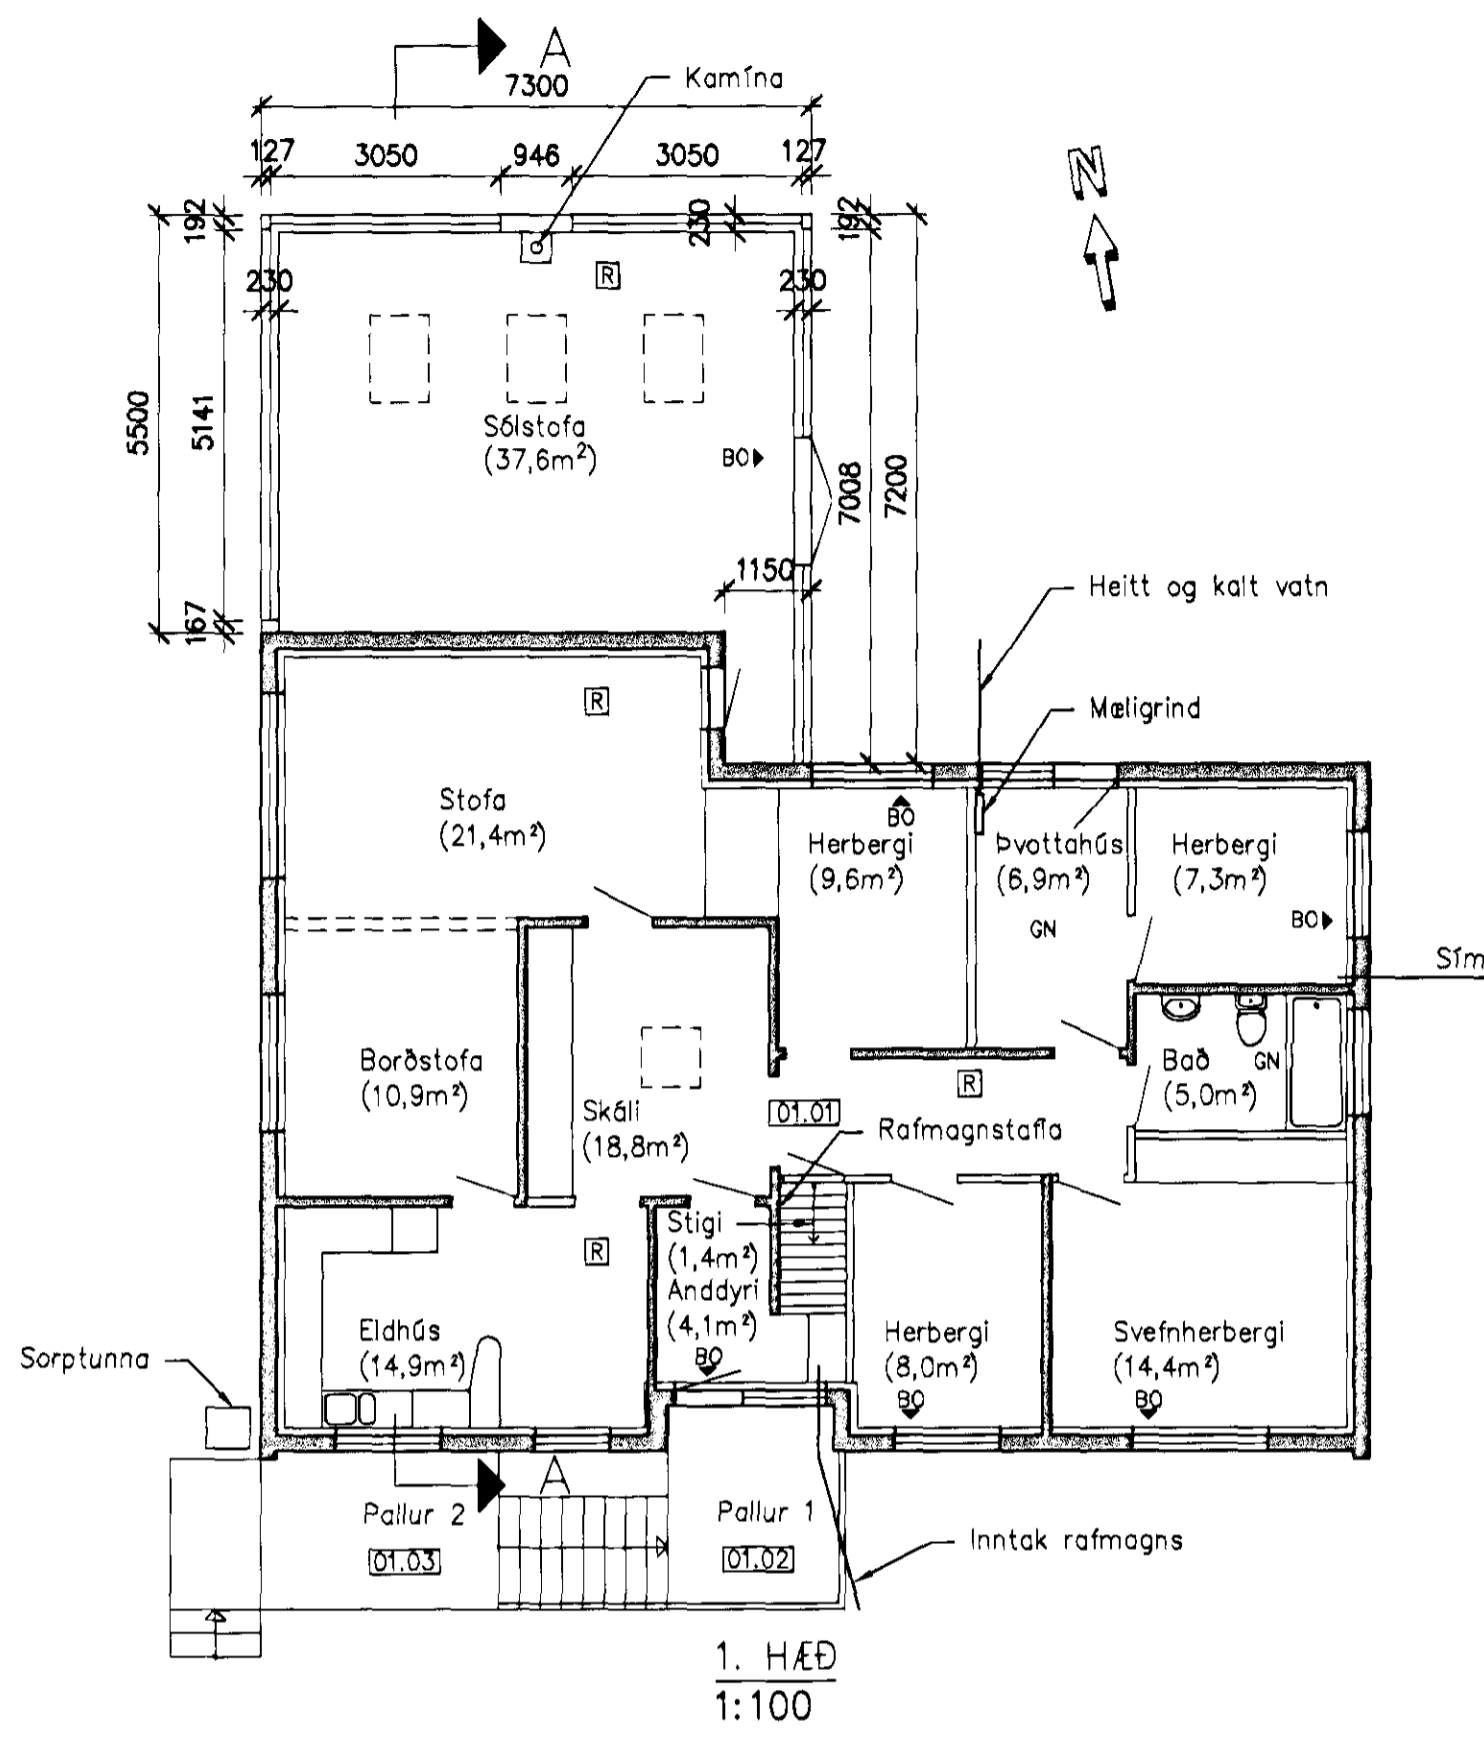 A
7300
Kamína
127 3050 946 3050 127
N
192
230
192
R
230
230
5500
5141
Sólstofa
(37,6m²)
BO
7008
7200
1150
167
Heitt og kalt vatn
R
Mæligrind
Stofa
(21,4m²)
BO
Herbergi
(9,6m²)
Þvottahús
(6,9m²)
Herbergi
(7,3m²)
GN
BO
Borðstofa
(10,9m²)
Skáli
(18,8m²)
01.01
R
Bað
(5,0m²)
GN
Rafmagnstafla
Stigi
(1,4m²)
Anddyri
(4,1m²)
BO
R
Eldhús
(14,9m²)
Herbergi
(8,0m²)
BO
Svefnherbergi
(14,4m²)
BO
Sorptunna
A
Pallur 2
01.03
Pallur 1
01.02
Inntak rafmagns
1. HÆÐ
1:100